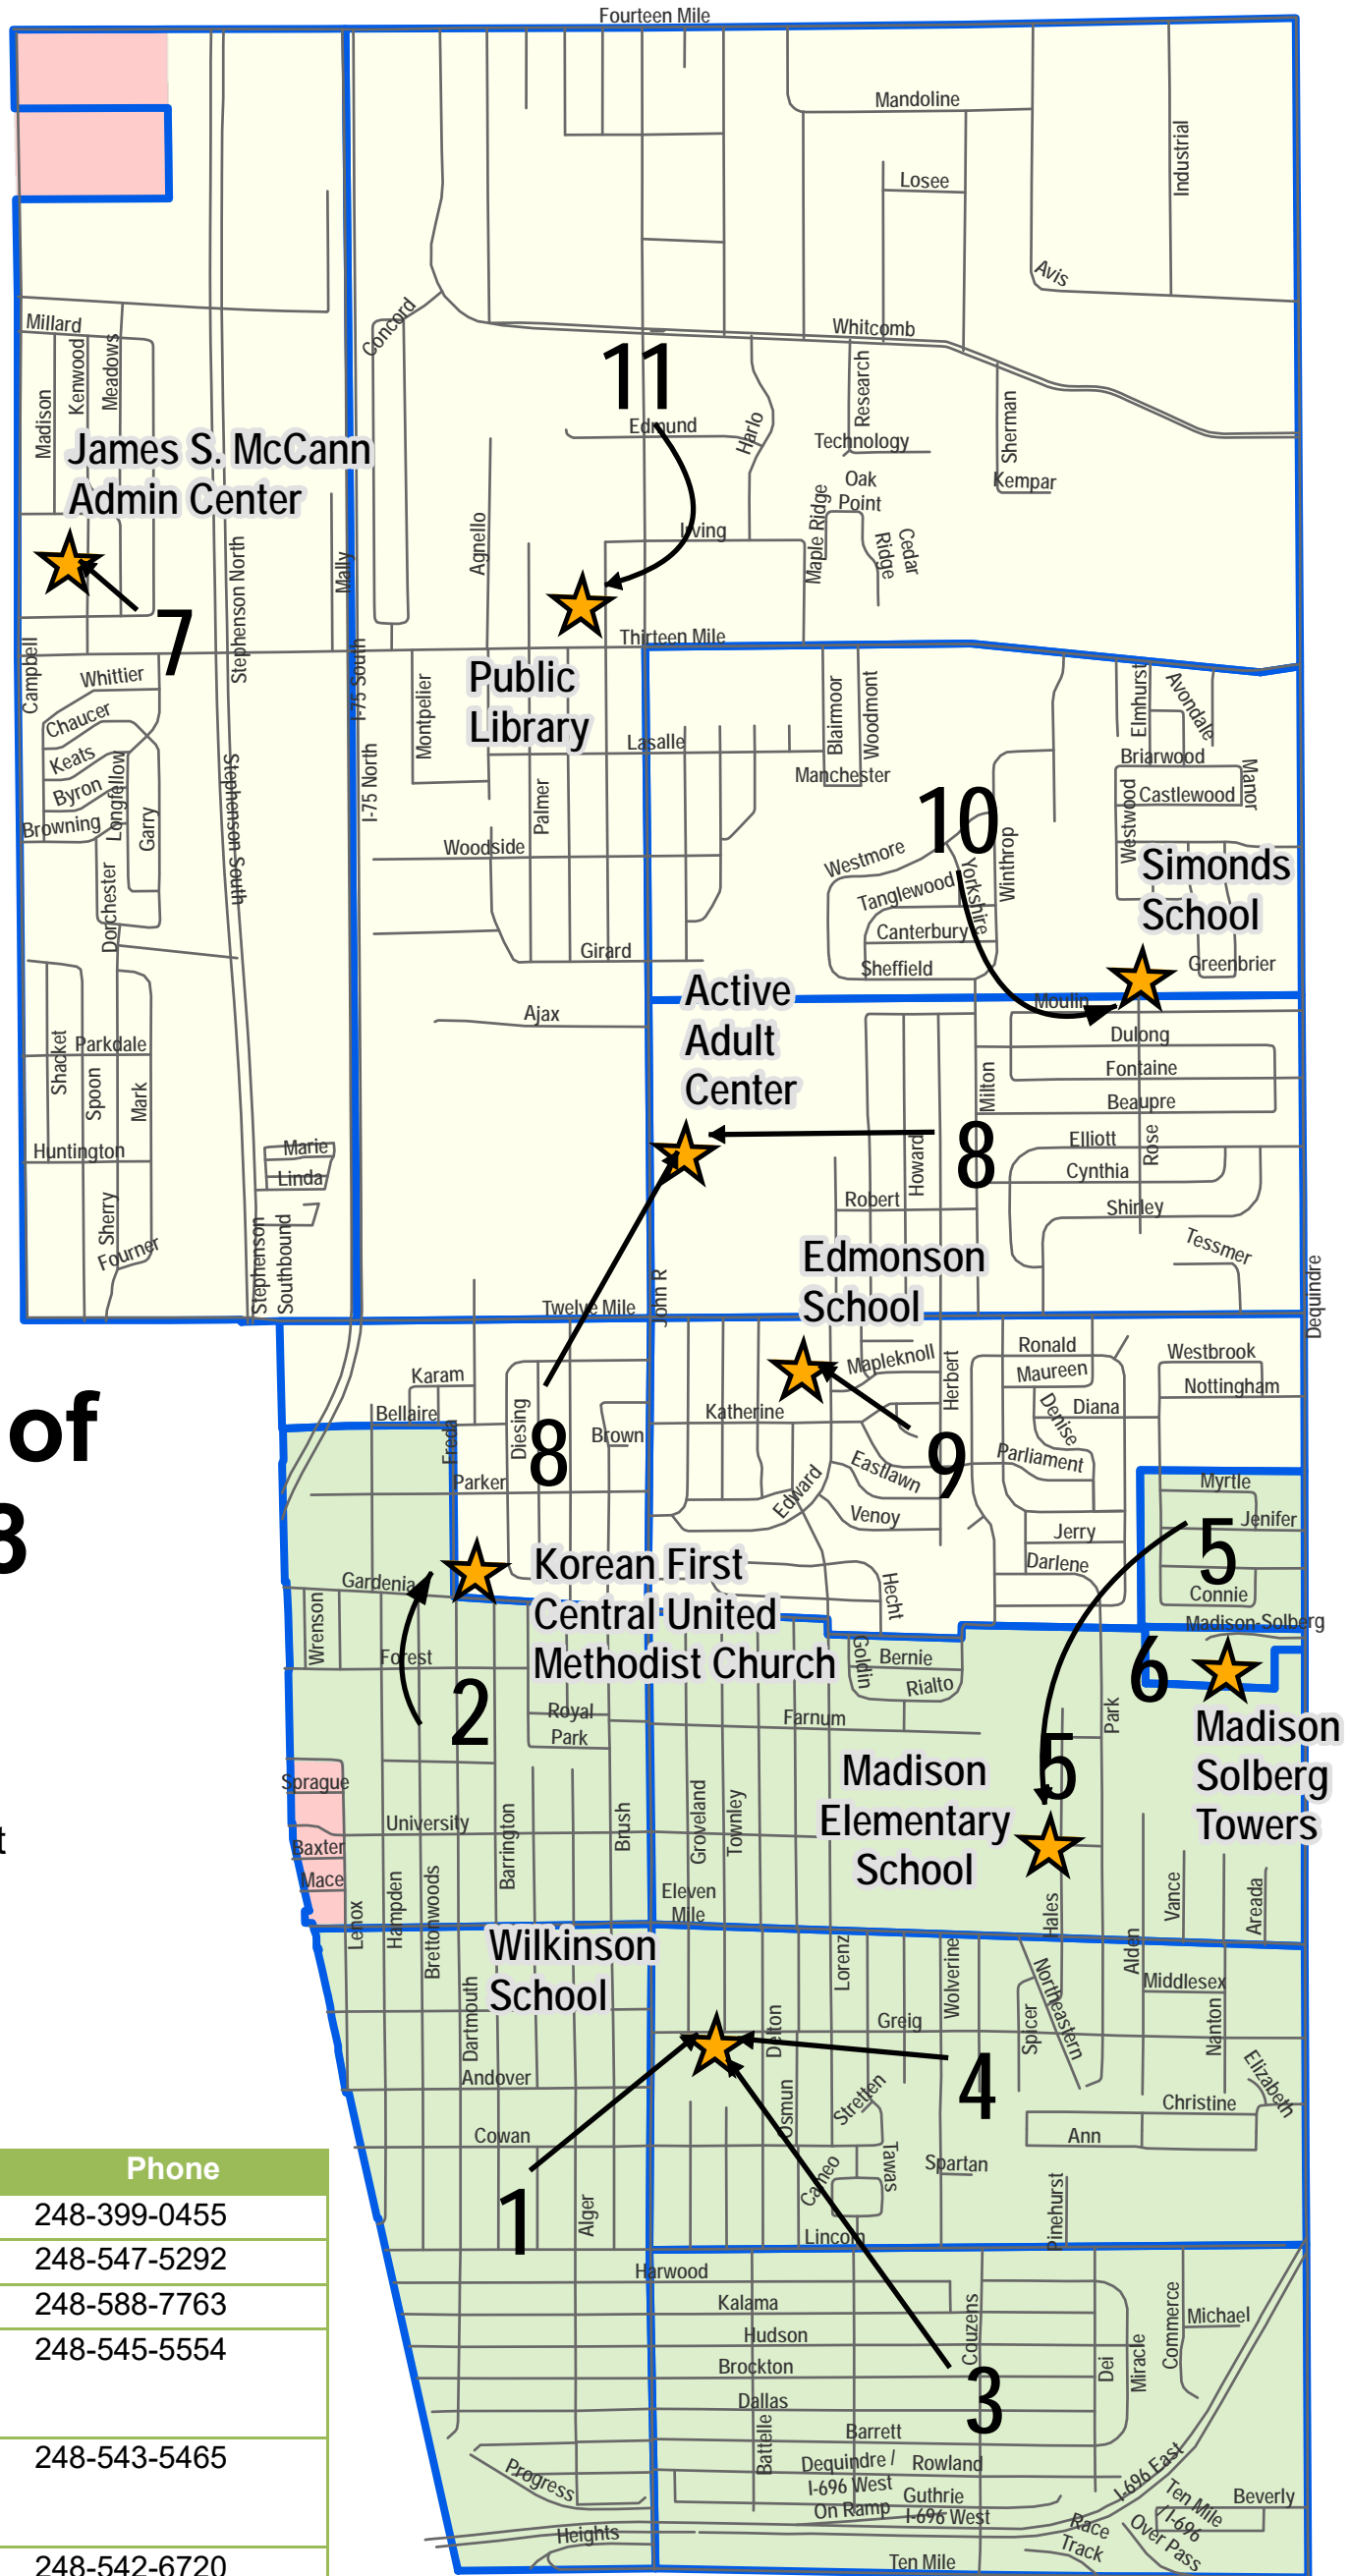 Fourteen Mile
Mandoline
Industrial
Losee
Avis
Millard
Concord
Whitcomb
Madison
Kenwood
Meadows
11
Harlo
Research
Sherman
Edmund
Technology
James S. McCann
Admin Center
Oak
Point
Kempar
Agnello
Irving
Maple Ridge
Cedar
Ridge
Stephenson North
Mally
7
Thirteen Mile
Campbell
Whittier
I-75 South
Public
Library
Montpelier
Blairmoor
Woodmont
Elmhurst
Avondale
Chaucer
Keats
Lasalle
Briarwood
Byron
Longfellow
Garry
Stephenson South
I-75 North
Palmer
Manchester
Castlewood
Manor
Browning
10
Westwood
Woodside
Westmore
Winthrop
Simonds
School
Dorchester
Tanglewood
Yorkshire
Canterbury
Girard
Sheffield
Greenbrier
Active
Adult
Center
Moulin
Ajax
Shacket
Parkdale
Dulong
Spoon
Mark
Milton
Fontaine
Beaupre
Huntington
Marie
Howard
8
Elliott
Rose
Linda
Cynthia
Sherry
Robert
Shirley
Fourner
Stephenson
Southbound
Edmonson
School
Tessmer
John R
Dequindre
Twelve Mile
Karam
Mapleknoll
Herbert
Ronald
Westbrook
Maureen
Nottingham
of
Bellaire
Freda
Diesing
8
Brown
Katherine
9
Denise
Diana
Parker
Edward
Eastlawn
Parliament
Myrtle
3
Venoy
Jerry
Jenifer
5
Gardenia
Korean First
Central United
Methodist Church
Hecht
Darlene
Connie
Wrenson
Madison-Solberg
Forest
Goldin
Bernie
6
2
Rialto
Royal
Park
Farnum
Park
Madison
Solberg
Towers
Sprague
Madison
Elementary
School
5
University
Barrington
Brush
Groveland
Townley
t
Baxter
Mace
Lenox
Hampden
Brettonwoods
Eleven
Mile
Hales
Alden
Vance
Areada
Wilkinson
School
Lorenz
Wolverine
Northeastern
Middlesex
Dartmouth
Delton
Greig
Spicer
Nanton
Andover
Osmun
Stretten
4
Elizabeth
Christine
Cowan
Ann
Cameo
Tawas
Spartan
1
Alger
Pinehurst
Lincoln
Phone
248-399-0455
248-547-5292
248-588-7763
248-545-5554
248-543-5465
248-542-6720
Harwood
Kalama
Couzens
Commerce
Michael
Hudson
Brockton
Dei
Miracle
3
Dallas
Battelle
Barrett
Dequindre /
I-696 West
On Ramp
Rowland
Progress
Guthrie
I-696 East
I-696 West
Ten Mile
/ I-696
Over Pass
Beverly
Heights
Race
Track
Ten Mile